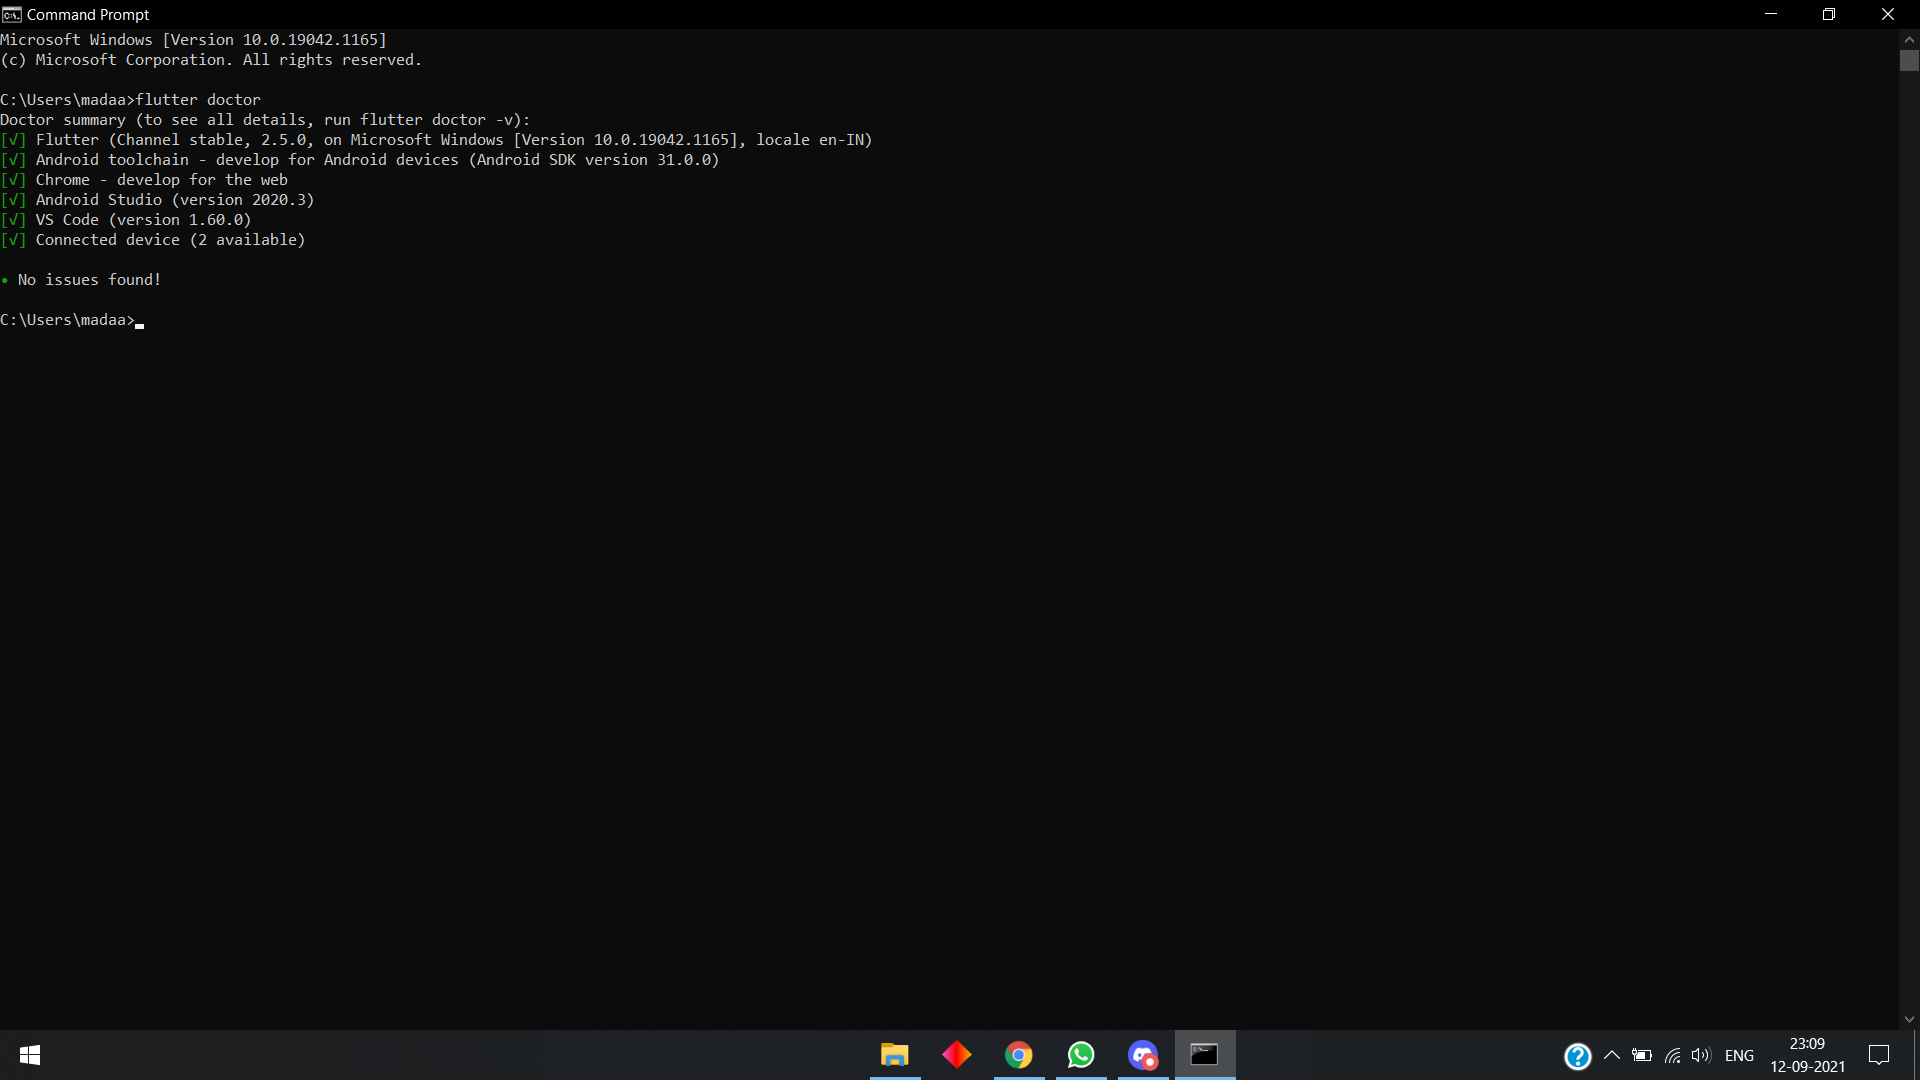 Command Prompt
Microsoft Windows [Version 10.0.19042.1165]
(c) Microsoft Corporation. All rights reserved.
C:\Users\madaa>flutter doctor
Doctor summary (to see all details, run flutter doctor -v):
[√] Flutter (Channel stable, 2.5.0, on Microsoft Windows [Version 10.0.19042.1165], locale en-IN)
[√] Android toolchain - develop for Android devices (Android SDK version 31.0.0)
[√] Chrome - develop for the web
[√] Android Studio (version 2020.3)
[√] VS Code (version 1.60.0)
[√] Connected device (2 available)
• No issues found!
C:\Users\madaa>
ENG
23:09
12-09-2021